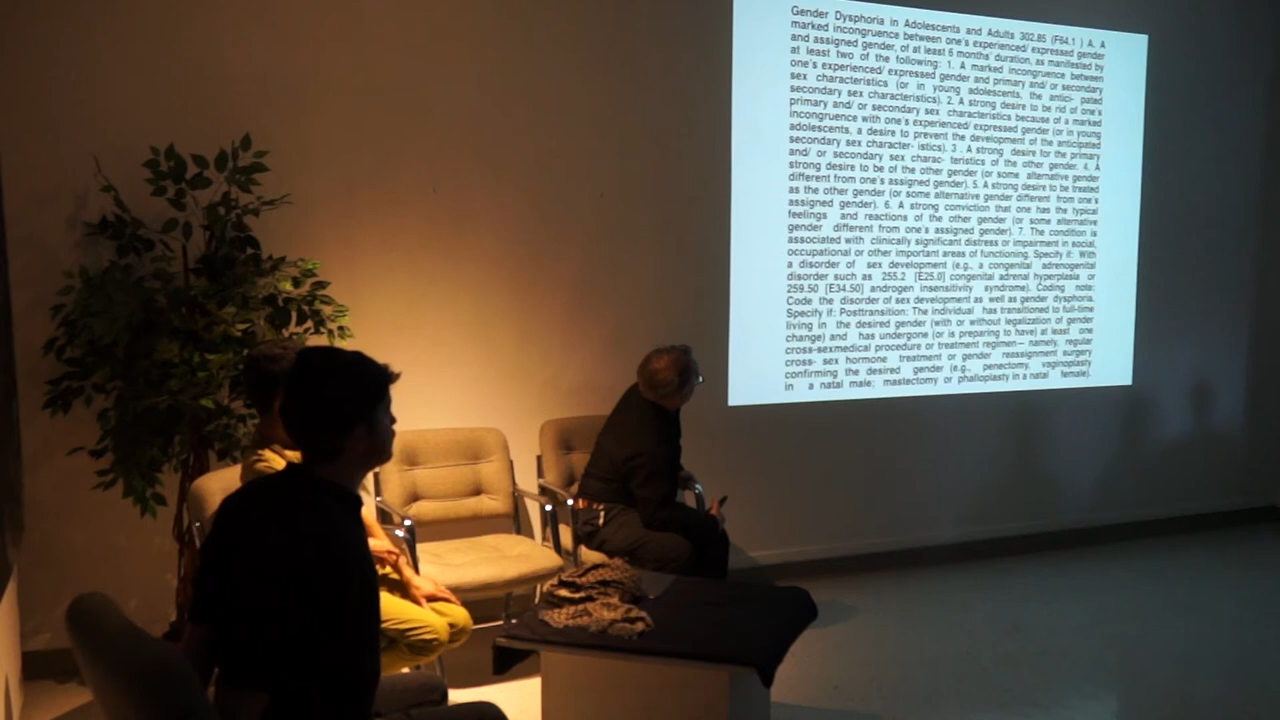 Gender Dysphoria in Adolescents and Adults 302.85 (F64.1 ) A. A
marked incongruence between one's experienced/ expressed gender
and assigned gender, of at least 6 months' duration, as manifested by
at least two of the following: 1. A marked incongruence between
one's experienced/ expressed gender and primary and/ or secondary
sex characteristics (or in young adolescents, the antici- pated
secondary sex characteristics). 2. A strong desire to be rid of one's
primary and/ or secondary sex characteristics because of a marked
incongruence with one's experienced/ expressed gender (or in young
adolescents, a desire to prevent the development of the anticipated
secondary sex character- istics). 3 . A strong desire for the primary
and/ or secondary sex charac- teristics of the other gender. 4. A
strong desire to be of the other gender (or some alternative gender
different from one's assigned gender). 5. A strong desire to be treated
as the other gender (or some alternative gender different from one's
assigned gender). 6. A strong conviction that one has the typical
feelings and reactions of the other gender (or some alternative
gender different from one's assigned gender). 7. The condition is
associated with clinically significant distress or impairment in social,
occupational or other important areas of functioning. Specify if: With
a disorder of sex development (e.g., a congenital adrenogenital
disorder such as 255.2 [E25.0] congenital adrenal hyperplasia or
259.50 [E34.50] androgen insensitivity syndrome). Coding note:
Code the disorder of sex development as well as gender dysphoria.
Specify if: Posttransition: The individual has transitioned to full-time
living in the desired gender (with or without legalization of gender
change) and has undergone (or is preparing to have) at least one
cross-sexmedical procedure or treatment regimen— namely, regular
cross- sex hormone treatment or gender reassignment surgery
confirming the desired gender (e.g., penectomy, vaginoplasty
in a natal male; mastectomy or phalloplasty in a natal female).